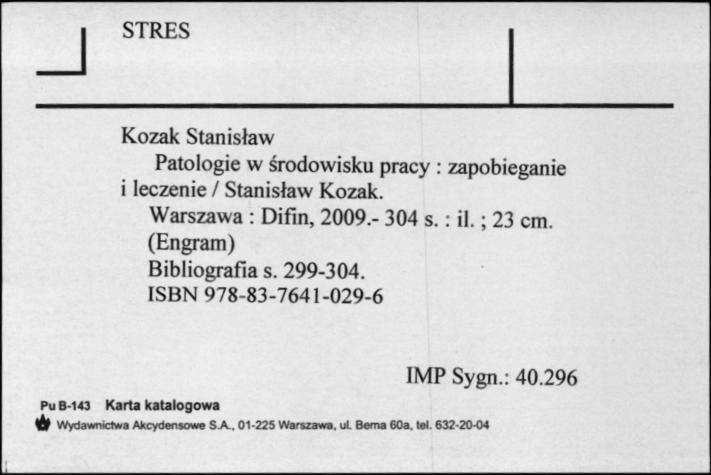 STRES
Kozak Stanisław
Patologie w środowisku pracy : zapobieganie
i leczenie / Stanisław Kozak.
Warszawa : Difin, 2009.- 304 s. : il. ; 23 cm.
(Engram)
Bibliografia s. 299-304.
ISBN 978-83-7641-029-6
IMP Sygn.: 40.296
Pu B-143 Karta katalogowa
Wydawnictwa Akcydensowe S.A., 01-225 Warszawa, ul. Bema 60a, tel. 632-20-04